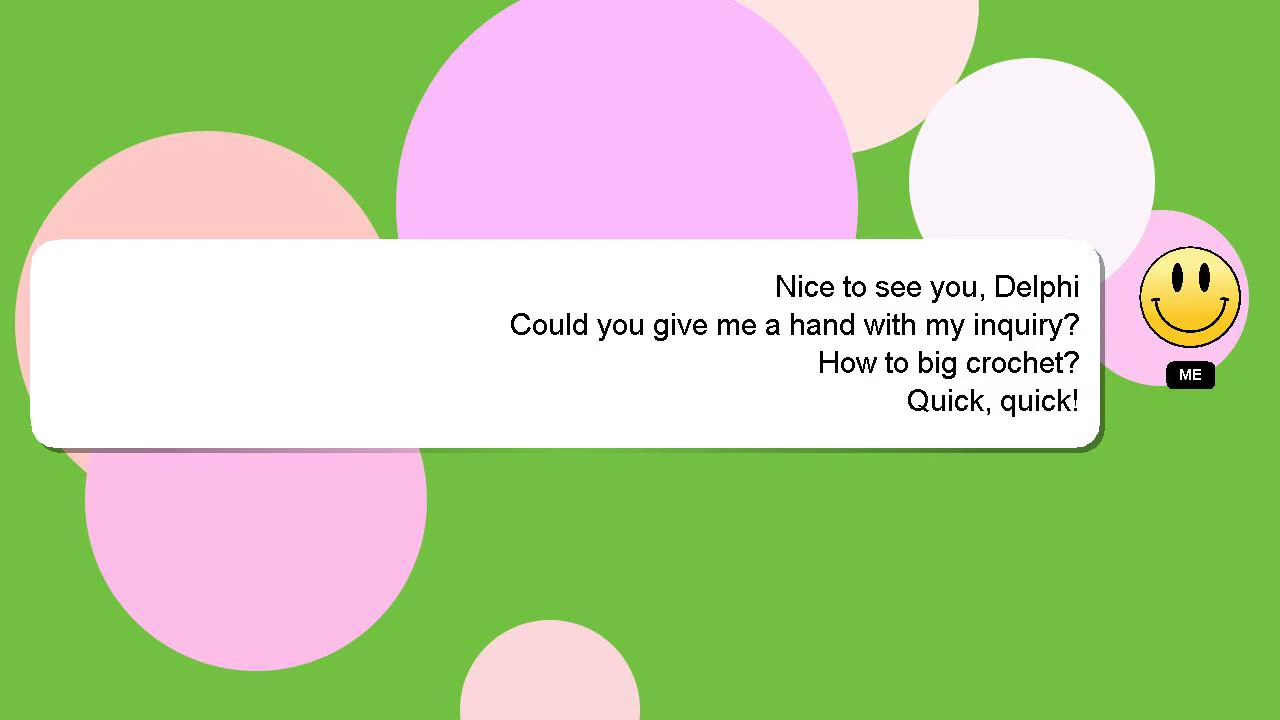 Nice to see you, Delphi
Could you give me a hand with my inquiry?
How to big crochet?
Quick, quick!
ME